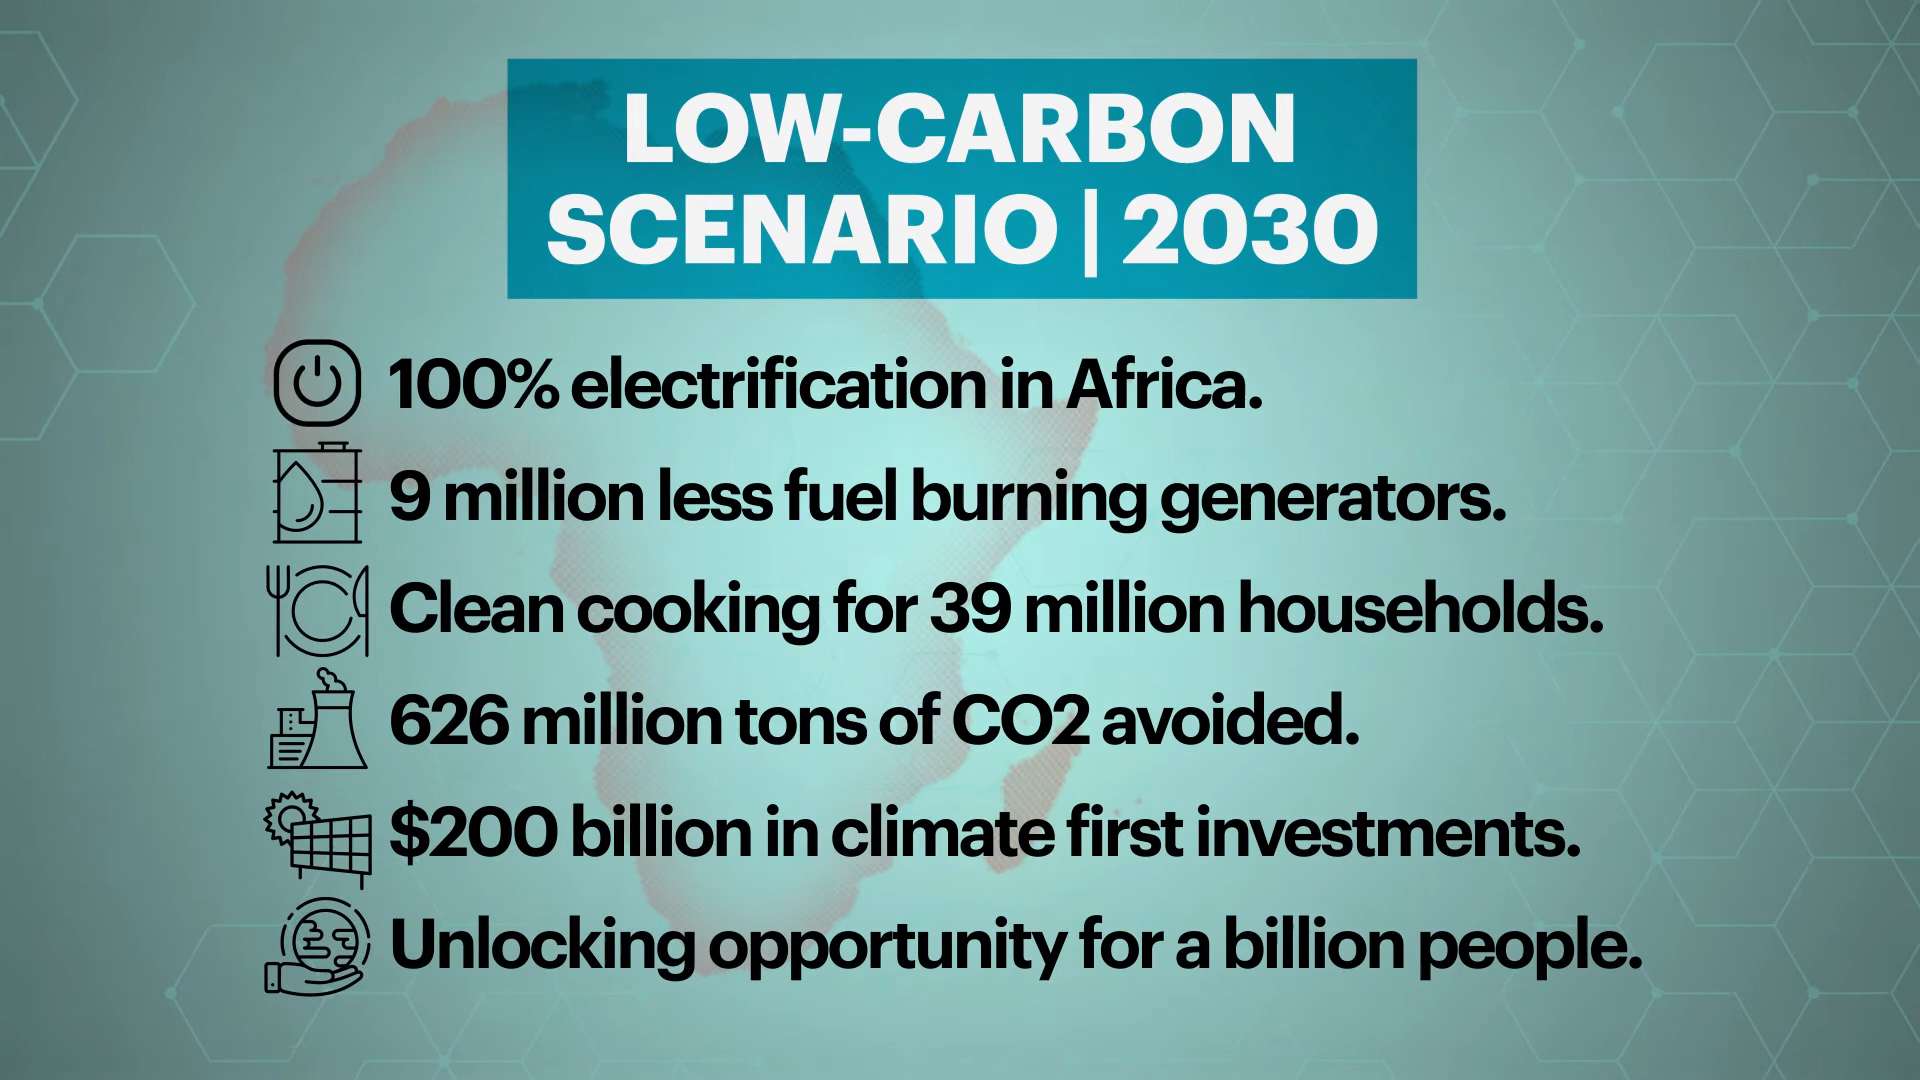 LOW-CARBON
SCENARIO | 2030
100% electrification in Africa.
9 million less fuel burning generators.
Clean cooking for 39 million households.
626 million tons of CO2 avoided.
$200 billion in climate first investments.
Unlocking opportunity for a billion people.